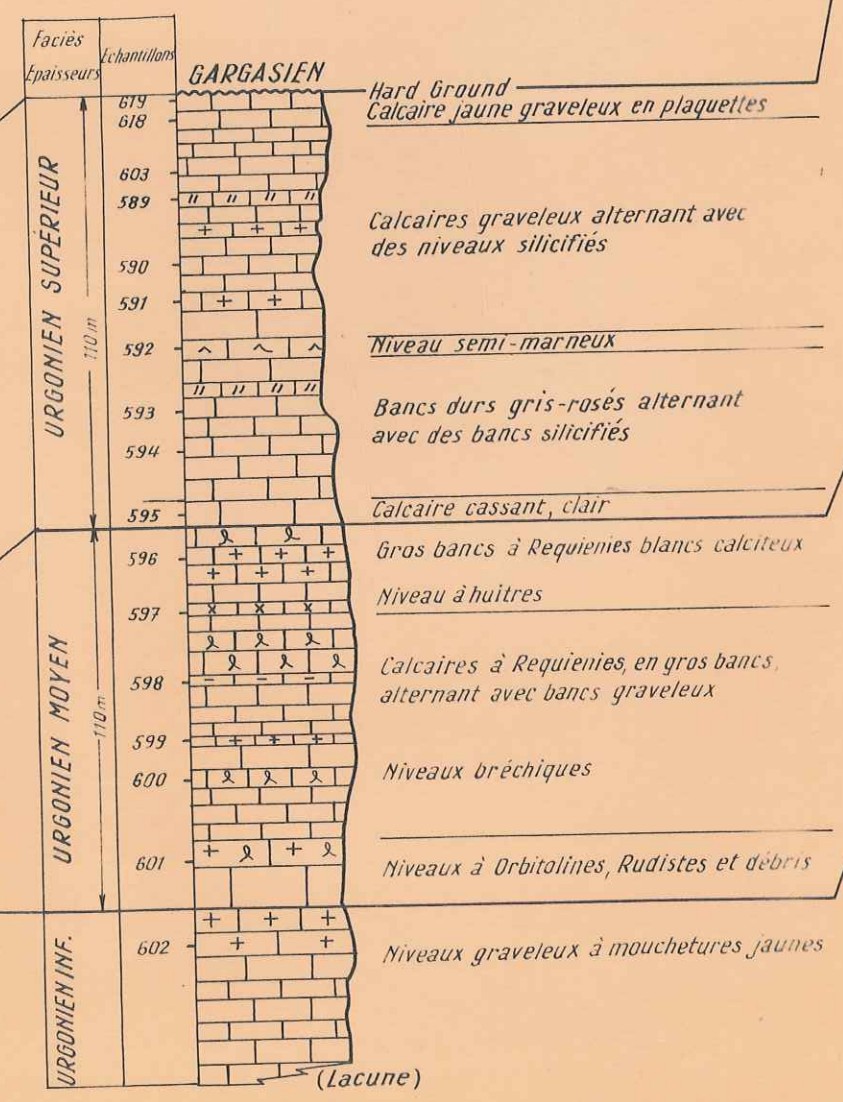 Faciès
Epaisseurs
Echantillons
GARGASIEN
Hard Ground
619
Calcaire jaune graveleux en plaquettes
618
603
589
URGONIEN SUPÉRIEUR
110m
Calcaires graveleux alternant avec
des niveaux silicifiés
590
591
592
Niveau semi-marneux
593
Bancs durs gris-rosés alternant
avec des bancs silicifiés
594
595
Calcaire cassant, clair
596
Gros bancs à Requienies blancs calciteux
597
Niveau à huitres
URGONIEN MOYEN
110m
Calcaires à Requienies, en gros bancs,
alternant avec bancs graveleux
598
599
600
Niveaux bréchiques
601
Niveaux à Orbitolines, Rudistes et débris
URGONIEN INF.
602
Niveaux graveleux à mouchetures jaunes
(Lacune)